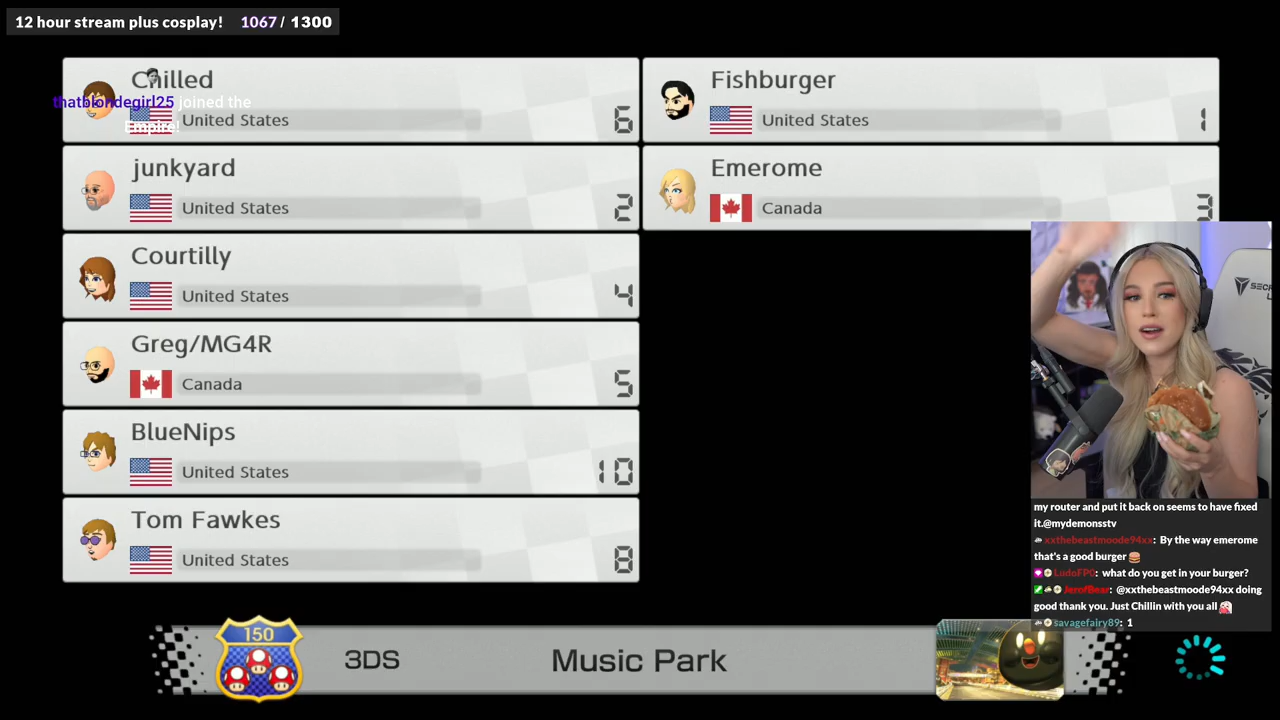 12 hour stream plus cosplay! 1067 / 1300
Chilled
thatblondegirl25 joined the
Empire!
United States
6
junkyard
United States
2
Courtilly
United States
4
Greg/MG4R
Canada
5
BlueNips
United States
10
Tom Fawkes
United States
8
Fishburger
United States
1
Emerome
Canada
3
my router and put it back on seems to have fixed
it.@mydemonsstv
xxthebeastmoode94xx: By the way emerome
that's a good burger 🍔
LudoFP0: what do you get in your burger?
JerofBear: @xxthebeastmoode94xx doing
good thank you. Just Chillin with you all
savagefairy89: 1
150
3DS
Music Park